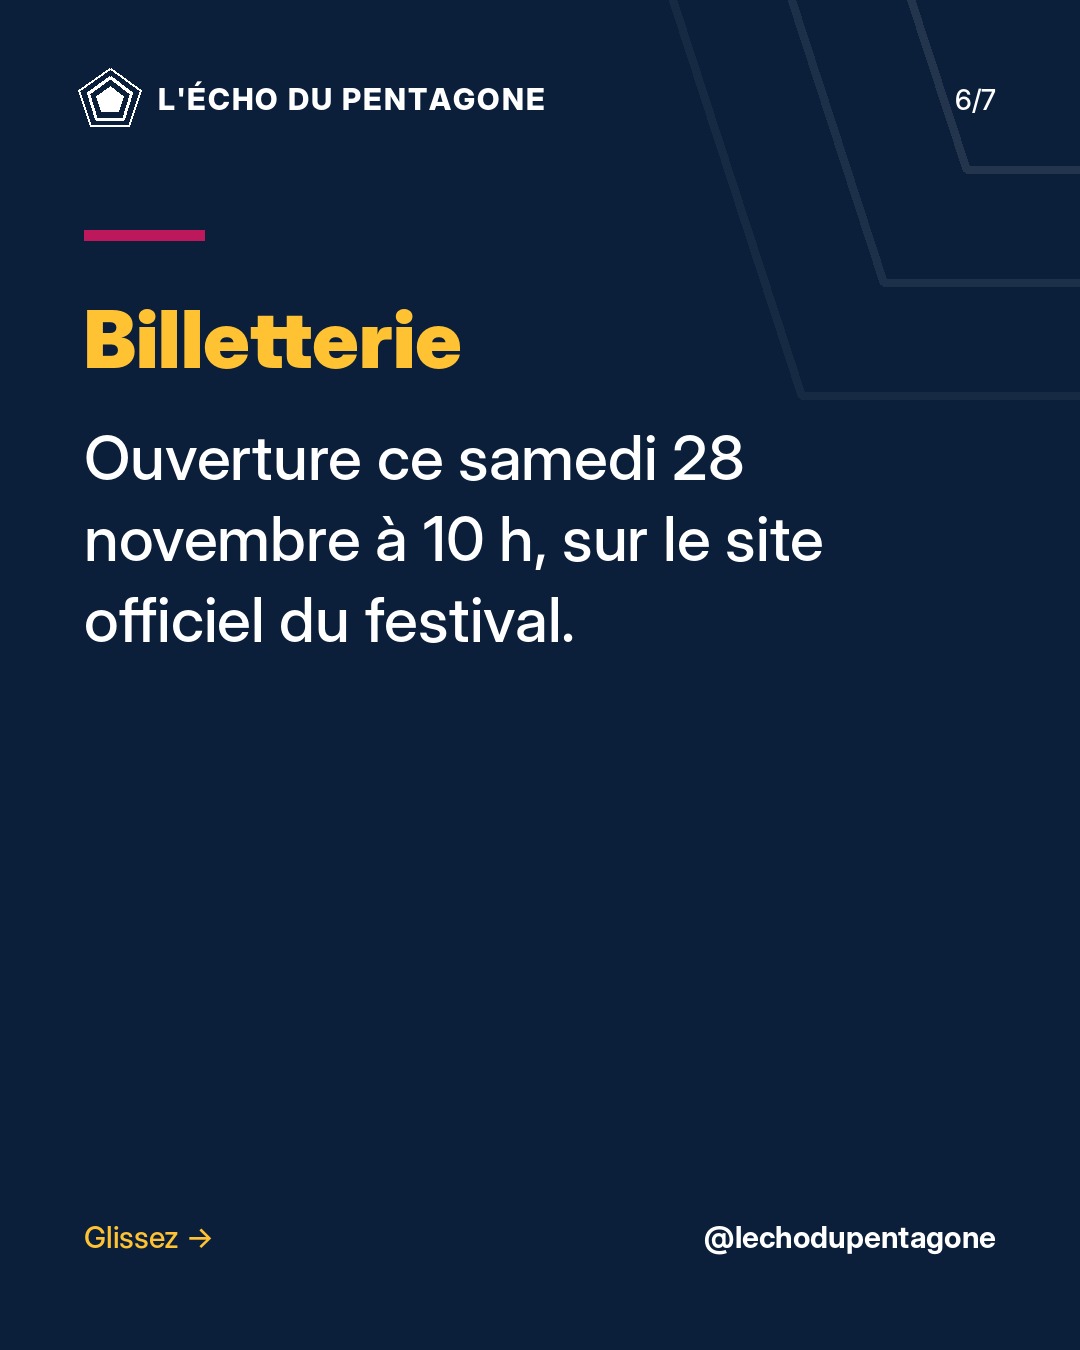 L'ÉCHO DU PENTAGONE
6/7
Billetterie
Ouverture ce samedi 28
novembre à 10 h, sur le site
officiel du festival.
Glissez →
@lechodupentagone